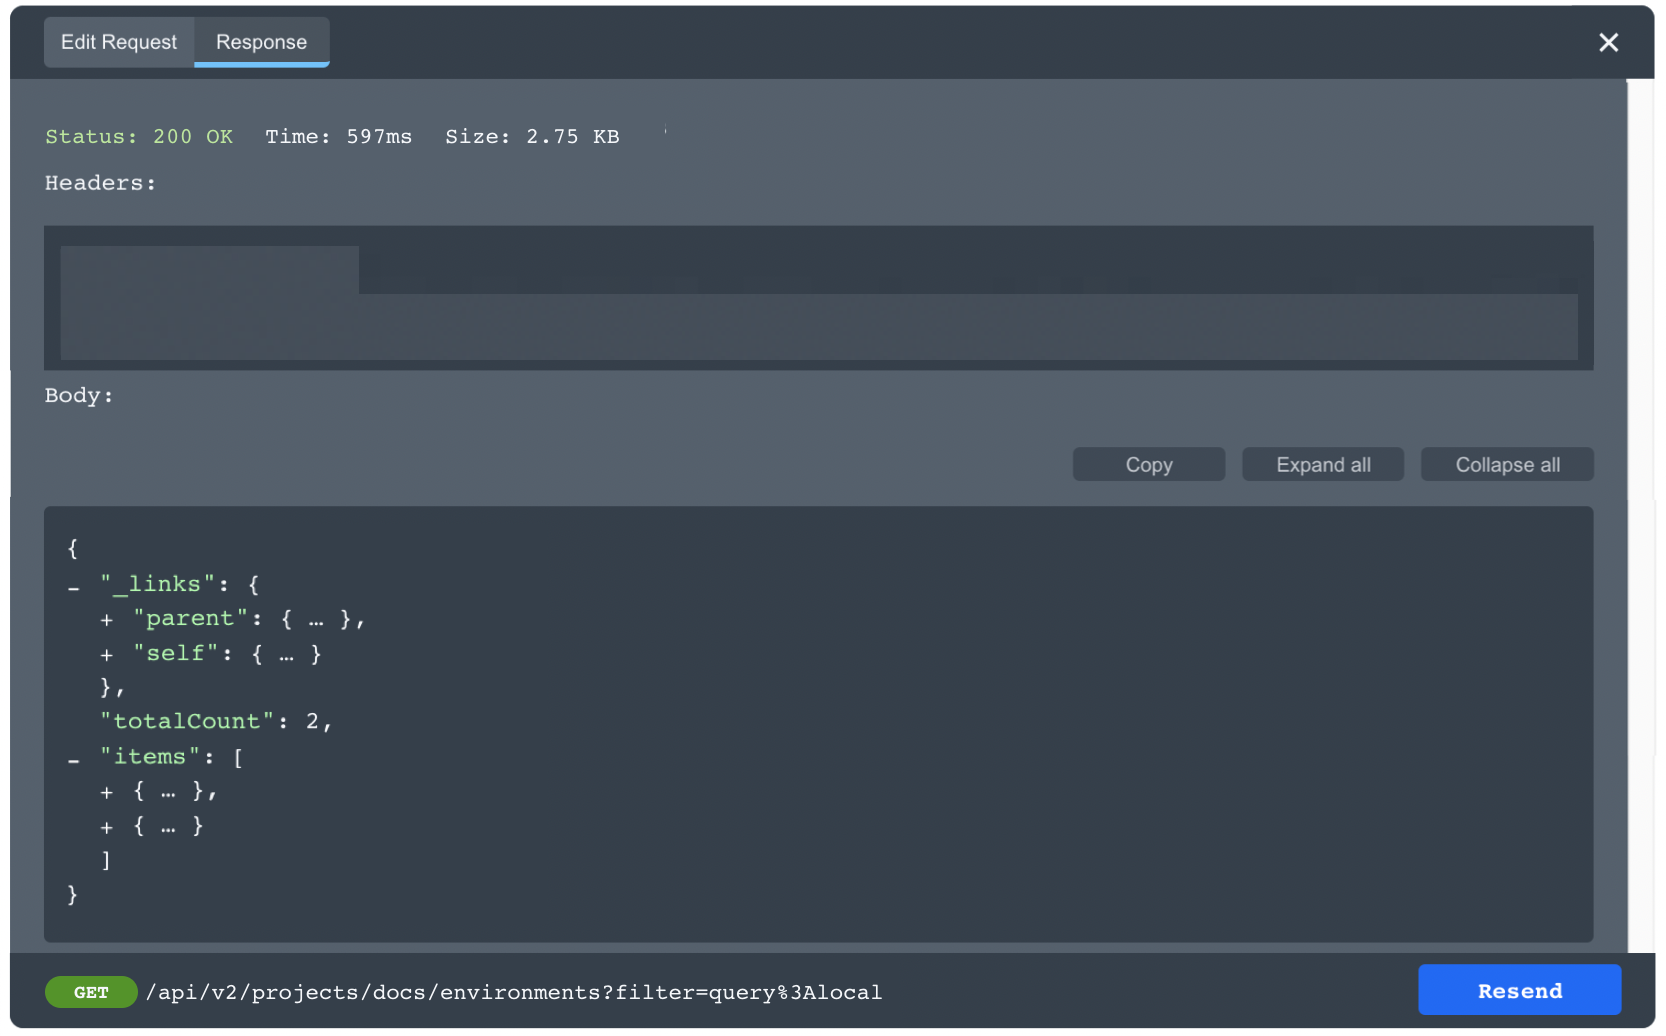 Edit Request Response
Status: 200 OK Time: 597ms Size: 2.75 KB
Headers:
Body:
Copy Expand all Collapse all
{
- "_links": {
+ "parent": { … },
+ "self": { … }
},
"totalCount": 2,
- "items": [
+ { … },
+ { … }
]
}
GET /api/v2/projects/docs/environments?filter=query%3Alocal Resend